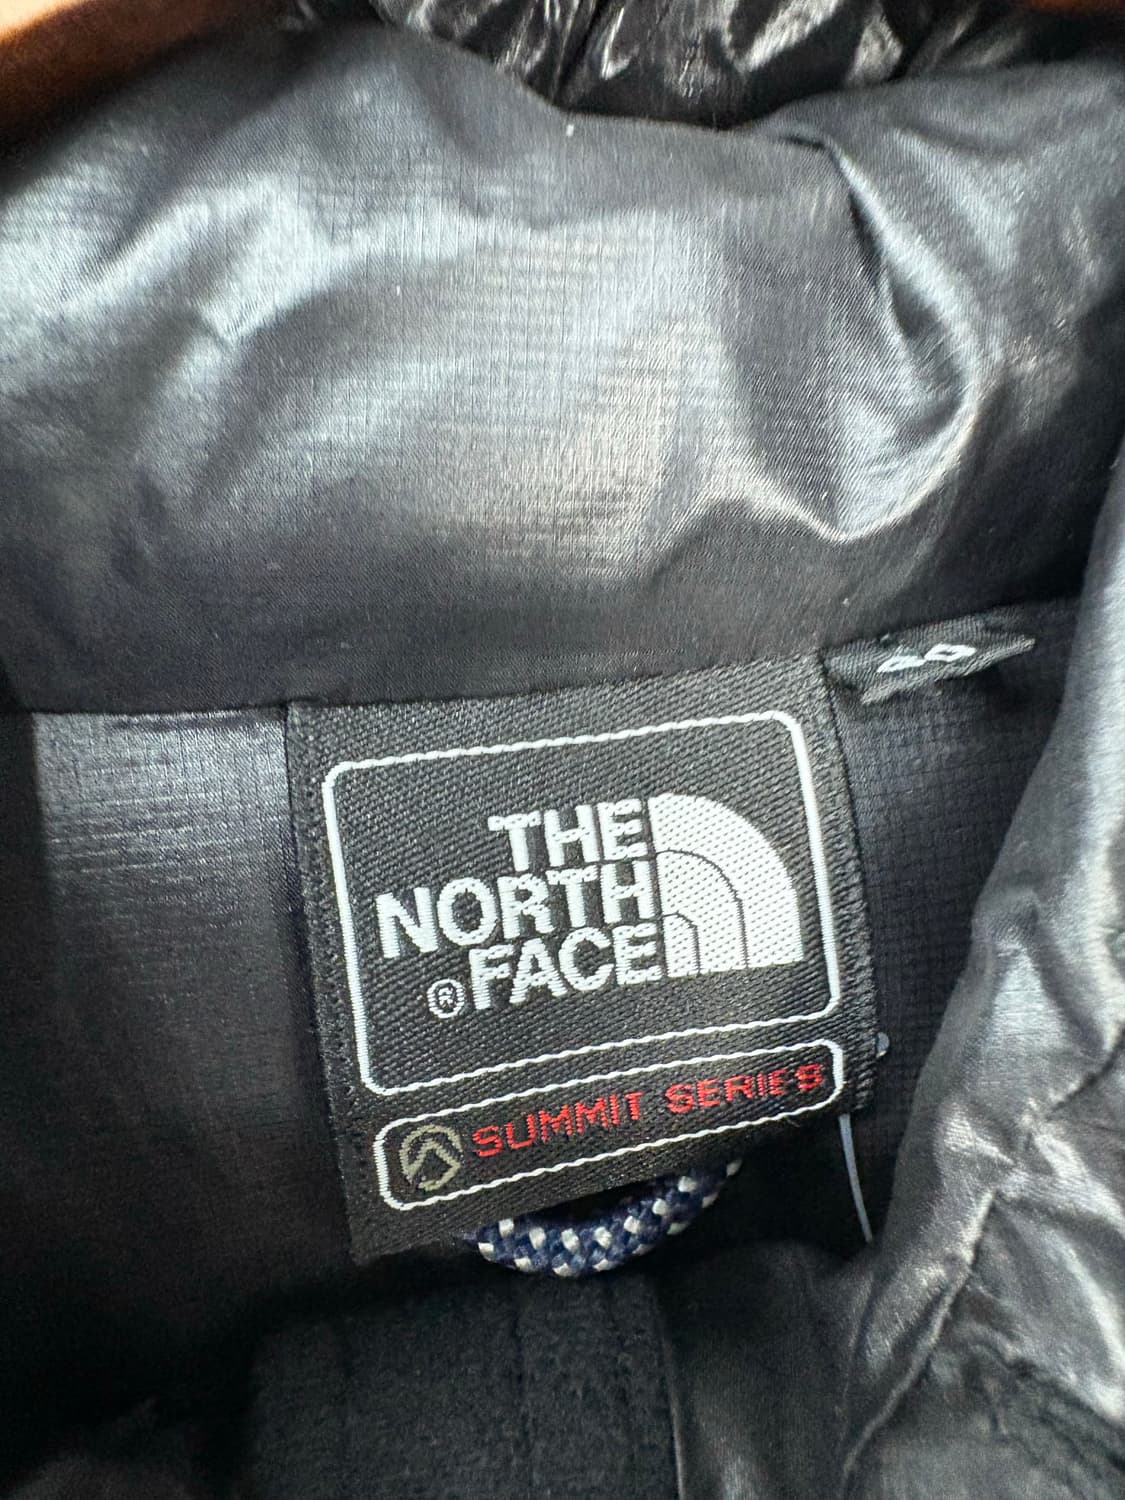 THE
NORTH
FACE
®
SUMMIT SERIES